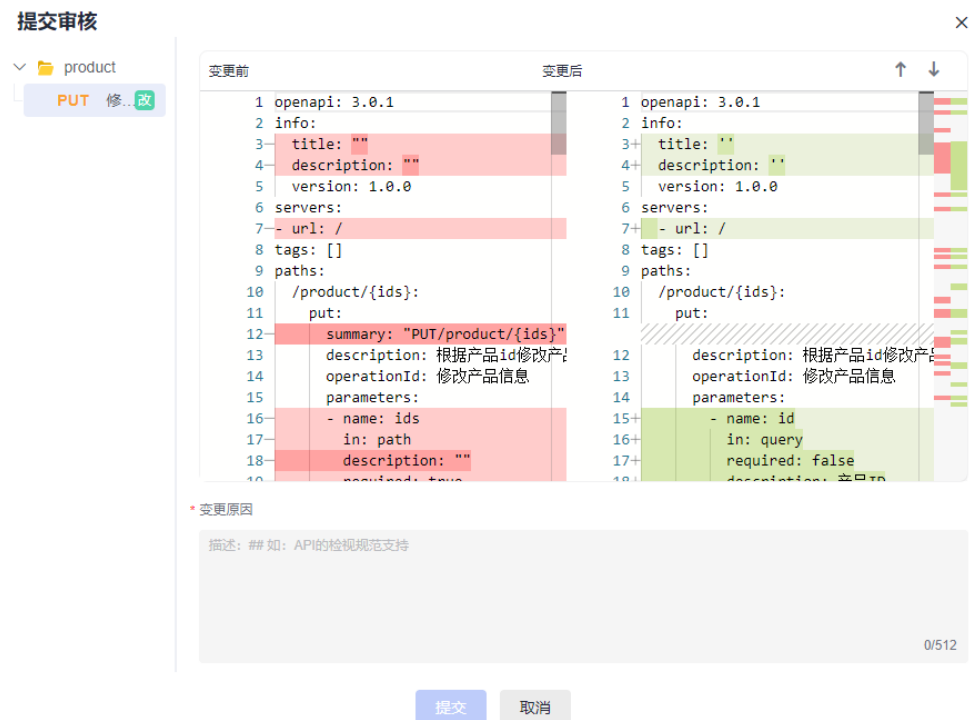 提交审核
product
PUT 修... 改
变更前
变更后
1 openapi: 3.0.1
2 info:
3- title: ""
4- description: ""
5 version: 1.0.0
6 servers:
7- - url: /
8 tags: []
9 paths:
10 /product/{ids}:
11 put:
12- summary: "PUT/product/{ids}"
13 description: 根据产品id修改产
14 operationId: 修改产品信息
15 parameters:
16- - name: ids
17- in: path
18- description: ""
19- required: true
1 openapi: 3.0.1
2 info:
3+ title: ''
4+ description: ''
5 version: 1.0.0
6 servers:
7+ - url: /
8 tags: []
9 paths:
10 /product/{ids}:
11 put:
12 description: 根据产品id修改产
13 operationId: 修改产品信息
14 parameters:
15+ - name: id
16+ in: query
17+ required: false
18+ description: 产品ID
* 变更原因
描述：## 如：API的检视规范支持
0/512
提交
取消